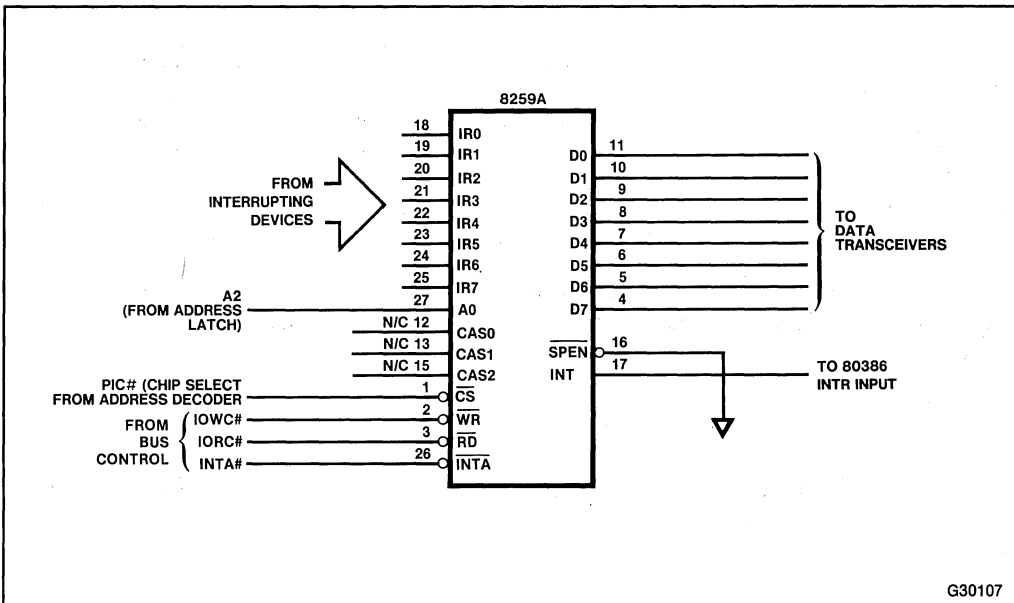 8259A
18 IR0
19 IR1
20 IR2
21 IR3
22 IR4
23 IR5
24 IR6
25 IR7
27 A0
N/C 12 CAS0
N/C 13 CAS1
N/C 15 CAS2
1 CS
2 WR
3 RD
26 INTA
FROM
INTERRUPTING
DEVICES
A2
(FROM ADDRESS
LATCH)
PIC# (CHIP SELECT
FROM ADDRESS DECODER
FROM
BUS
CONTROL
IOWC#
IORC#
INTA#
D0 11
D1 10
D2 9
D3 8
D4 7
D5 6
D6 5
D7 4
SPEN 16
INT 17
TO
DATA
TRANSCEIVERS
TO 80386
INTR INPUT
G30107